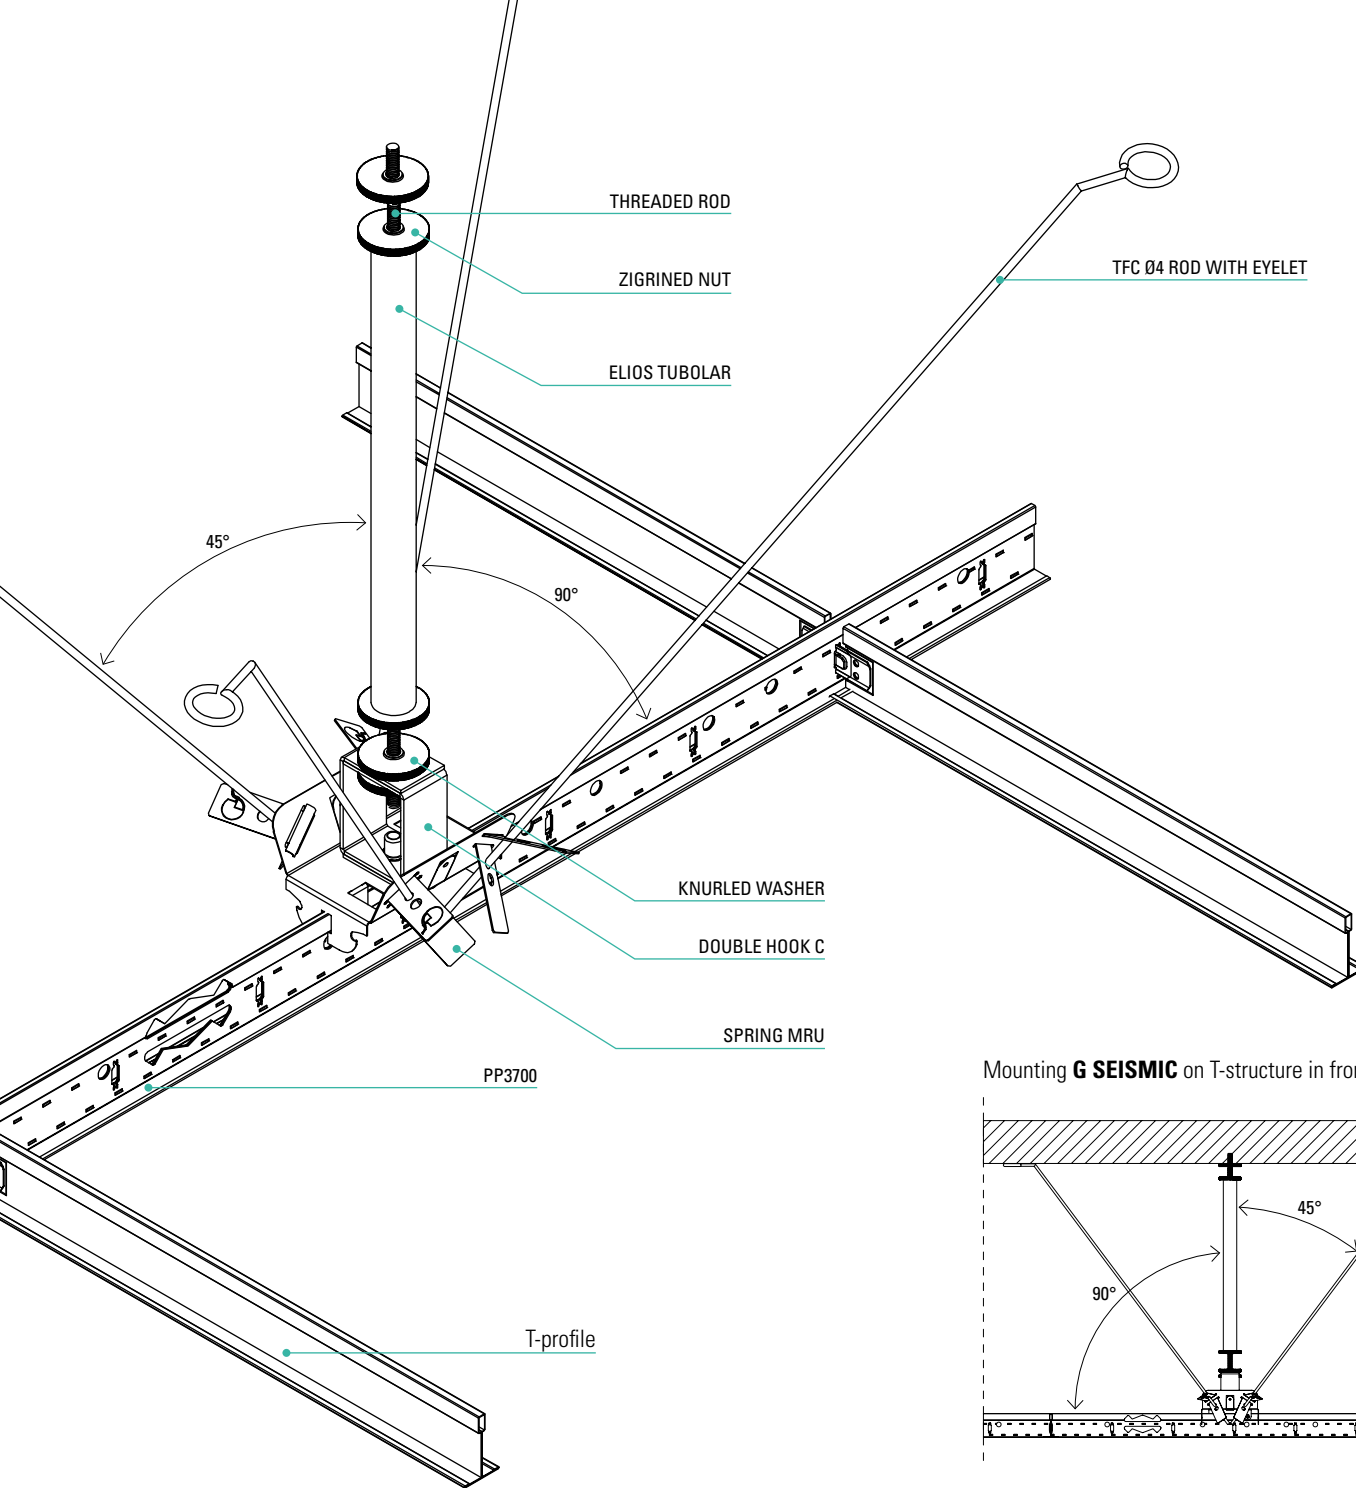 THREADED ROD
TFC Ø4 ROD WITH EYELET
ZIGRINED NUT
ELIOS TUBOLAR
45°
90°
KNURLED WASHER
DOUBLE HOOK C
SPRING MRU
PP3700
Mounting G SEISMIC on T-structure in
45°
90°
T-profile